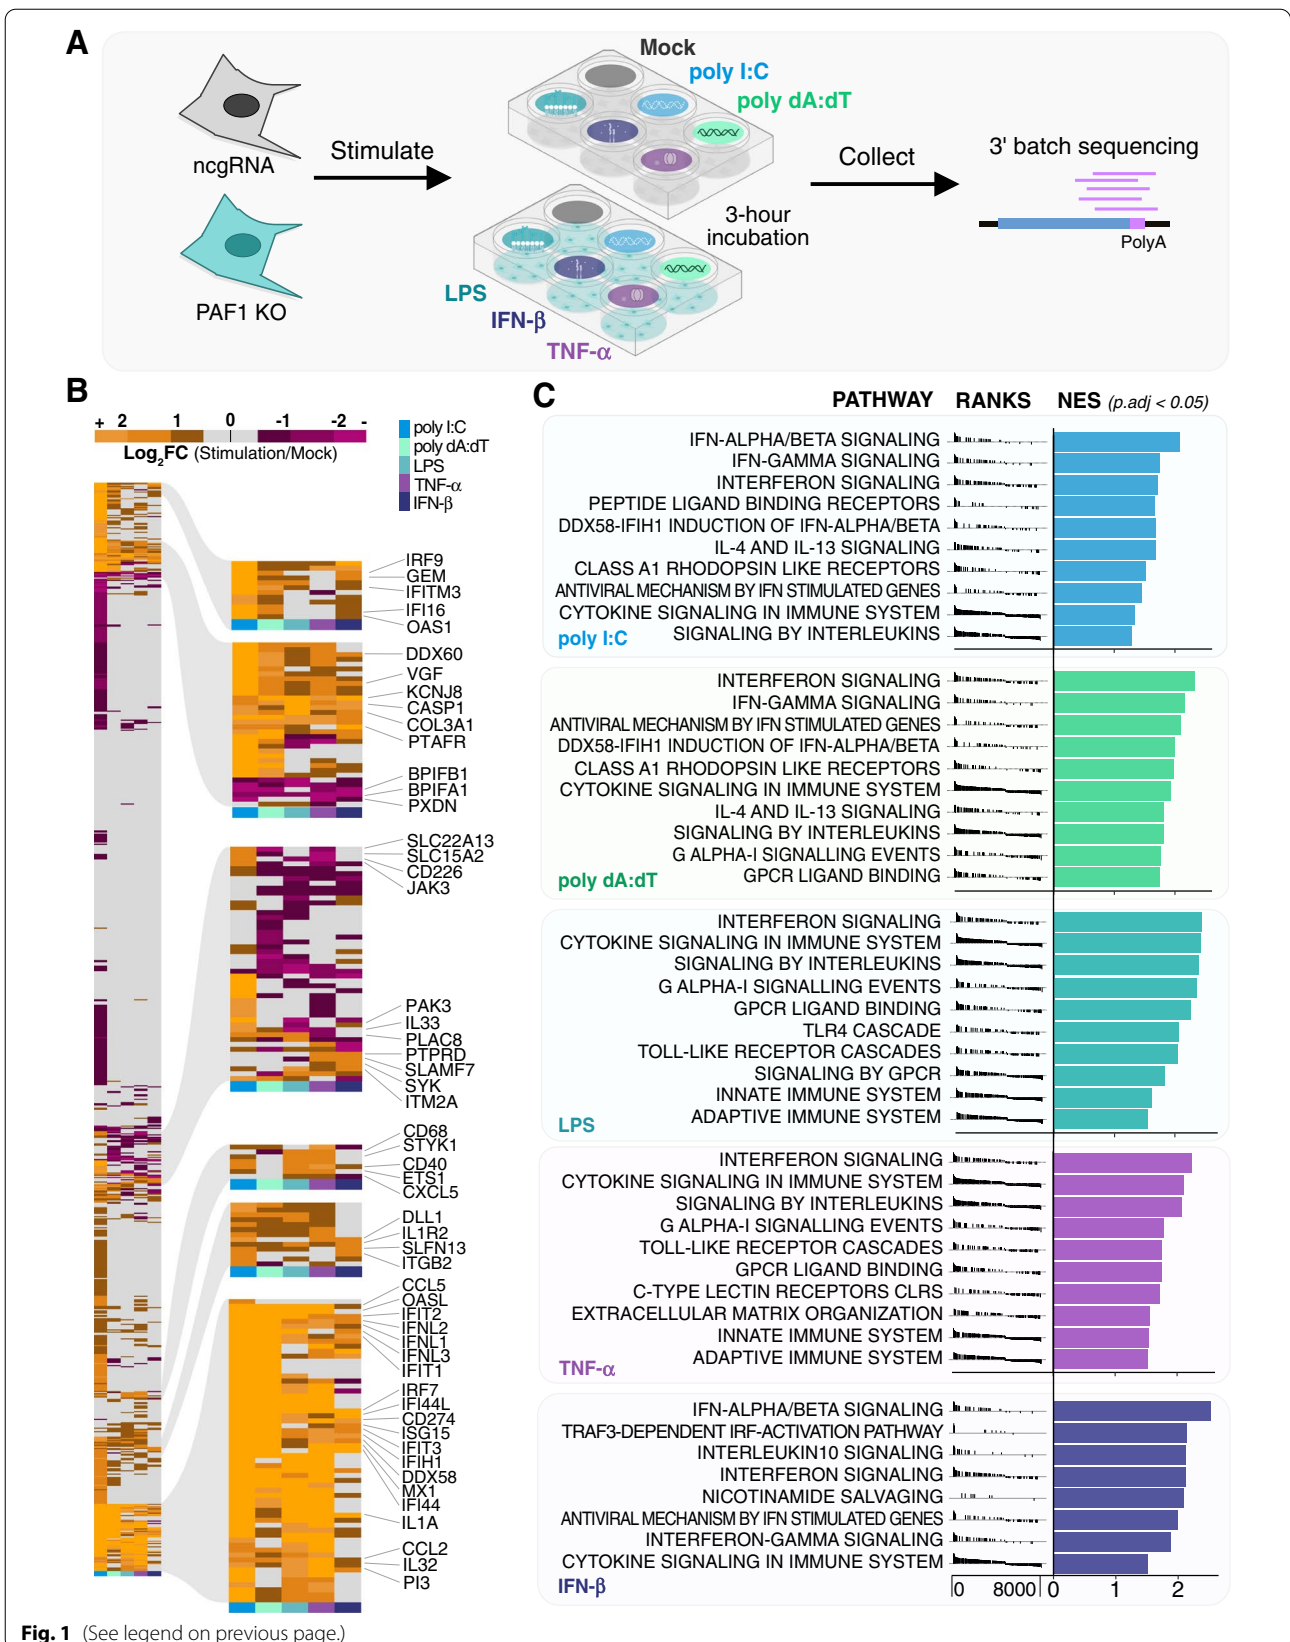 A
Mock
poly I:C
poly dA:dT
ncgRNA
Stimulate
Collect
3' batch sequencing
3-hour
incubation
PolyA
PAF1 KO
LPS
IFN-β
TNF-α
B
+ 2 1 0 -1 -2 -
Log2FC (Stimulation/Mock)
poly I:C
poly dA:dT
LPS
TNF-α
IFN-β
IRF9
GEM
IFITM3
IFI16
OAS1
DDX60
VGF
KCNJ8
CASP1
COL3A1
PTAFR
BPIFB1
BPIFA1
PXDN
SLC22A13
SLC15A2
CD226
JAK3
PAK3
IL33
PLAC8
PTPRD
SLAMF7
SYK
ITM2A
CD68
STYK1
CD40
ETS1
CXCL5
DLL1
IL1R2
SLFN13
ITGB2
CCL5
OASL
IFIT2
IFNL2
IFNL1
IFNL3
IFIT1
IRF7
IFI44L
CD274
ISG15
IFIT3
IFIH1
DDX58
MX1
IFI44
IL1A
CCL2
IL32
PI3
C
PATHWAY RANKS NES (p.adj < 0.05)
IFN-ALPHA/BETA SIGNALING
IFN-GAMMA SIGNALING
INTERFERON SIGNALING
PEPTIDE LIGAND BINDING RECEPTORS
DDX58-IFIH1 INDUCTION OF IFN-ALPHA/BETA
IL-4 AND IL-13 SIGNALING
CLASS A1 RHODOPSIN LIKE RECEPTORS
ANTIVIRAL MECHANISM BY IFN STIMULATED GENES
CYTOKINE SIGNALING IN IMMUNE SYSTEM
SIGNALING BY INTERLEUKINS
poly I:C
INTERFERON SIGNALING
IFN-GAMMA SIGNALING
ANTIVIRAL MECHANISM BY IFN STIMULATED GENES
DDX58-IFIH1 INDUCTION OF IFN-ALPHA/BETA
CLASS A1 RHODOPSIN LIKE RECEPTORS
CYTOKINE SIGNALING IN IMMUNE SYSTEM
IL-4 AND IL-13 SIGNALING
SIGNALING BY INTERLEUKINS
G ALPHA-I SIGNALLING EVENTS
GPCR LIGAND BINDING
poly dA:dT
INTERFERON SIGNALING
CYTOKINE SIGNALING IN IMMUNE SYSTEM
SIGNALING BY INTERLEUKINS
G ALPHA-I SIGNALLING EVENTS
GPCR LIGAND BINDING
TLR4 CASCADE
TOLL-LIKE RECEPTOR CASCADES
SIGNALING BY GPCR
INNATE IMMUNE SYSTEM
ADAPTIVE IMMUNE SYSTEM
LPS
INTERFERON SIGNALING
CYTOKINE SIGNALING IN IMMUNE SYSTEM
SIGNALING BY INTERLEUKINS
G ALPHA-I SIGNALLING EVENTS
TOLL-LIKE RECEPTOR CASCADES
GPCR LIGAND BINDING
C-TYPE LECTIN RECEPTORS CLRS
EXTRACELLULAR MATRIX ORGANIZATION
INNATE IMMUNE SYSTEM
ADAPTIVE IMMUNE SYSTEM
TNF-α
IFN-ALPHA/BETA SIGNALING
TRAF3-DEPENDENT IRF-ACTIVATION PATHWAY
INTERLEUKIN10 SIGNALING
INTERFERON SIGNALING
NICOTINAMIDE SALVAGING
ANTIVIRAL MECHANISM BY IFN STIMULATED GENES
INTERFERON-GAMMA SIGNALING
CYTOKINE SIGNALING IN IMMUNE SYSTEM
IFN-β
0 8000 0 1 2
Fig. 1 (See legend on previous page.)